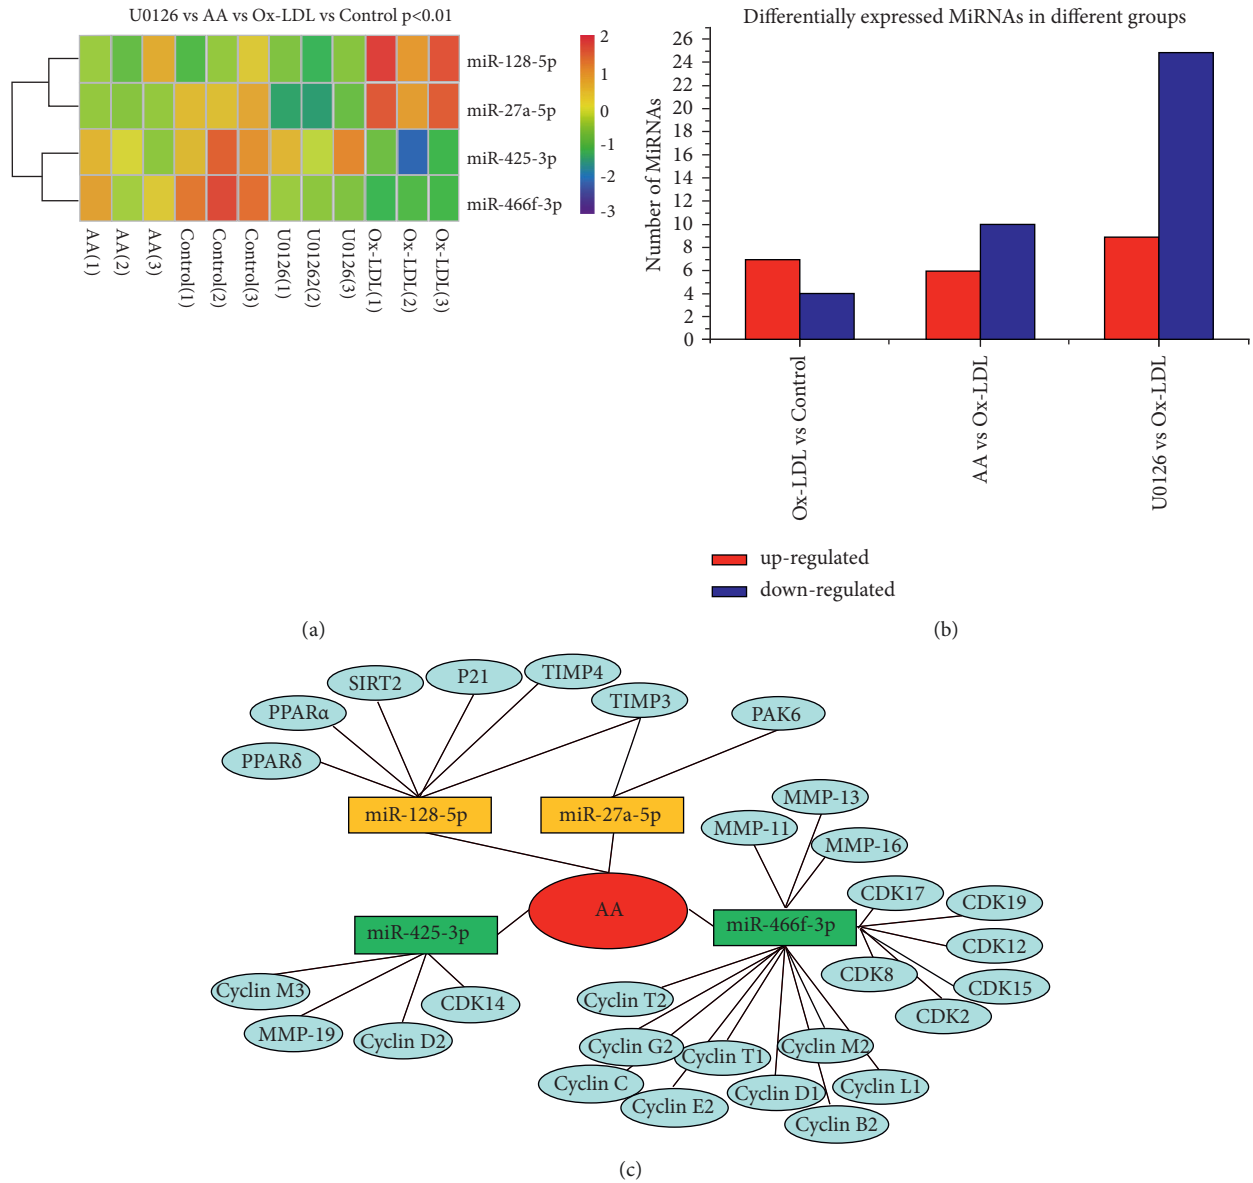 U0126 vs AA vs Ox-LDL vs Control p<0.01
miR-128-5p
miR-27a-5p
miR-425-3p
miR-466f-3p
2
1
0
-1
-2
-3
AA(1)
AA(2)
AA(3)
Control(1)
Control(2)
Control(3)
U0126(1)
U01262(2)
U0126(3)
Ox-LDL(1)
Ox-LDL(2)
Ox-LDL(3)
(a)
Differentially expressed MiRNAs in different groups
Number of MiRNAs
26
24
22
20
18
16
14
12
10
8
6
4
2
0
Ox-LDL vs Control
AA vs Ox-LDL
U0126 vs Ox-LDL
up-regulated
down-regulated
(b)
SIRT2
P21
TIMP4
TIMP3
PPARα
PAK6
PPARδ
miR-128-5p
miR-27a-5p
MMP-13
MMP-11
MMP-16
AA
CDK17
CDK19
miR-425-3p
miR-466f-3p
CDK12
CDK8
CDK15
CDK2
Cyclin M3
CDK14
MMP-19
Cyclin D2
Cyclin T2
Cyclin G2
Cyclin T1
Cyclin M2
Cyclin C
Cyclin E2
Cyclin D1
Cyclin L1
Cyclin B2
(c)